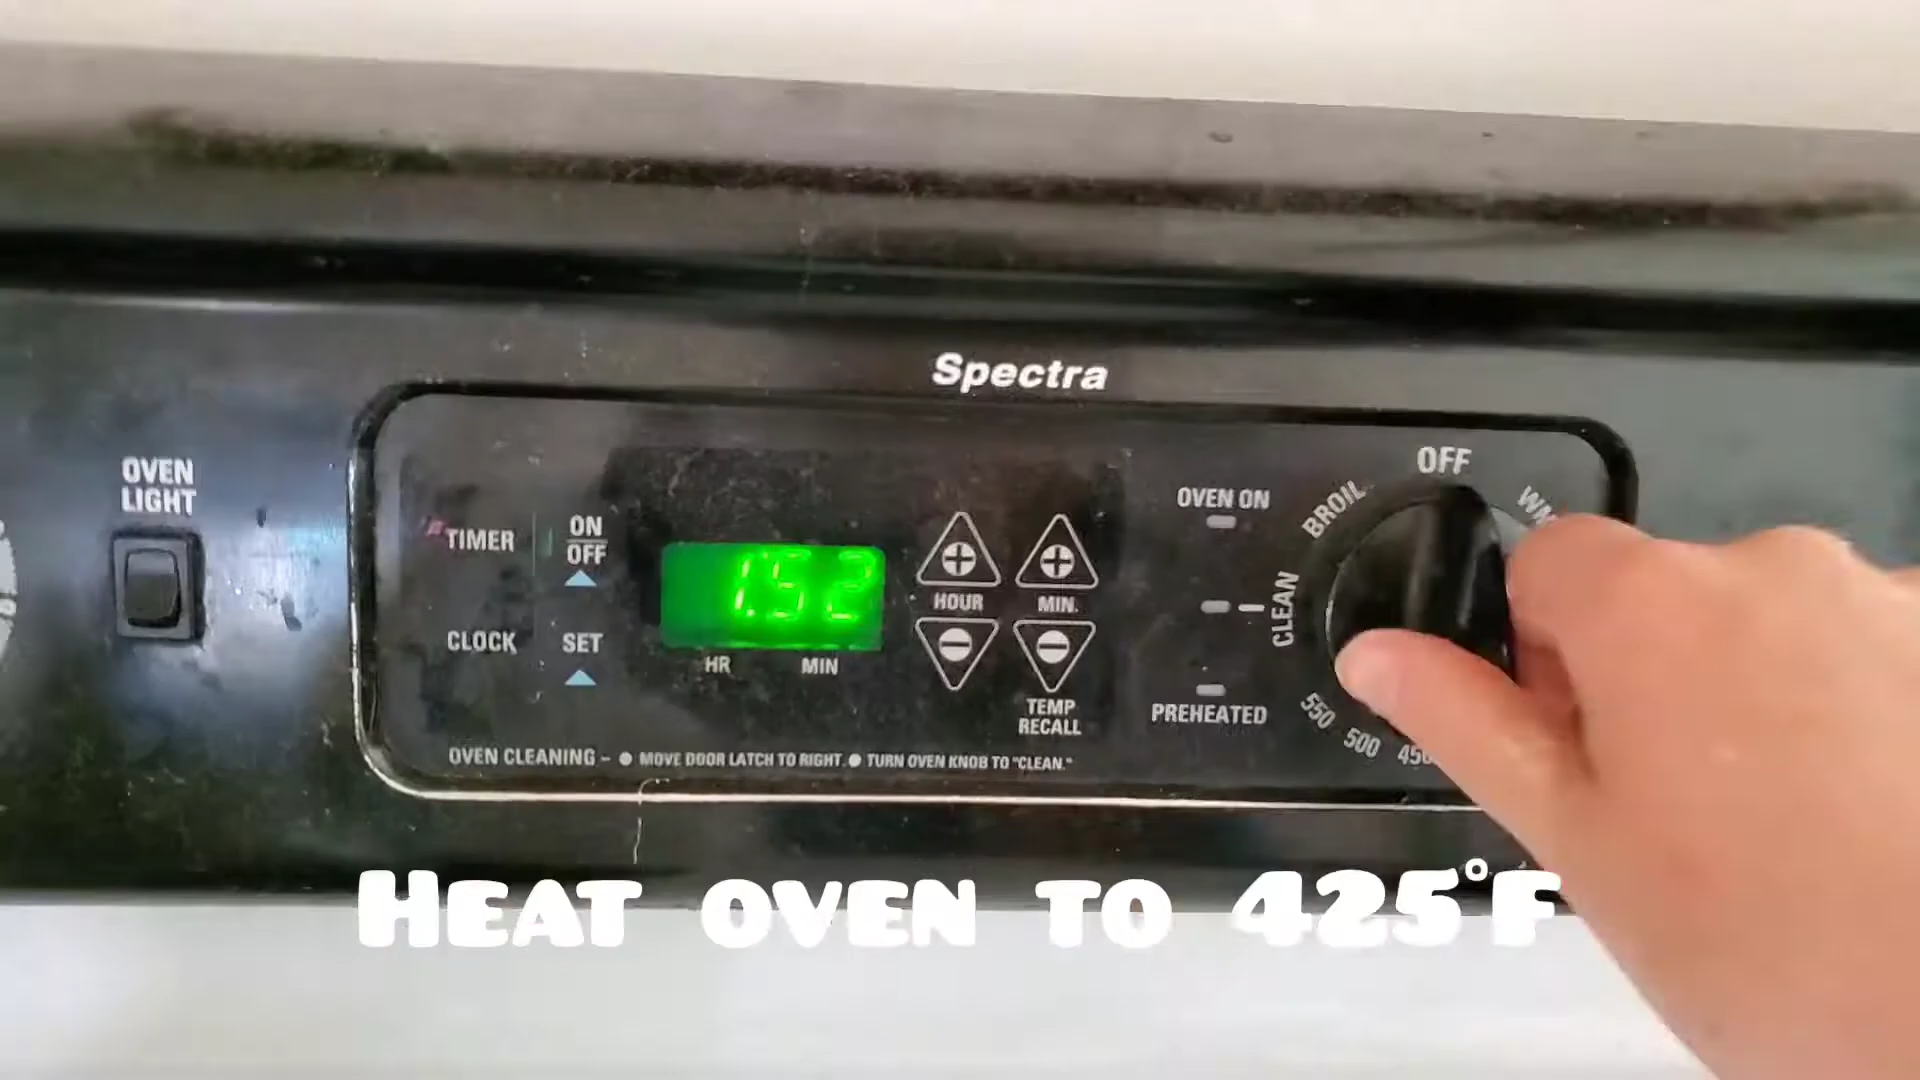 Spectra
OVEN
LIGHT
TIMER
ON
OFF
CLOCK
SET
1:52
HR MIN
HOUR
MIN.
TEMP
RECALL
OVEN ON
PREHEATED
OFF
BROIL
CLEAN
550
500
OVEN CLEANING – ● MOVE DOOR LATCH TO RIGHT. ● TURN OVEN KNOB TO "CLEAN."
HEAT OVEN TO 425°F